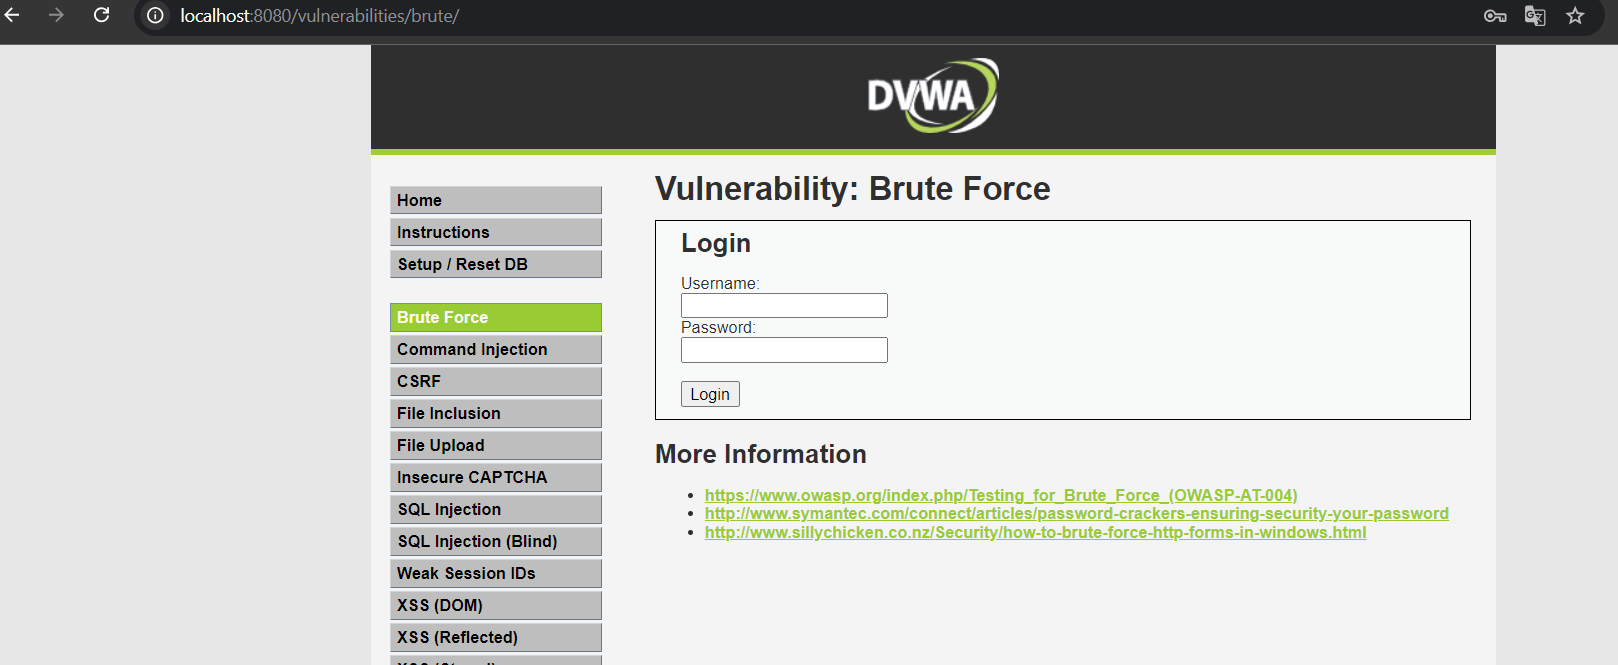 localhost:8080/vulnerabilities/brute/
DVWA
Home
Instructions
Setup / Reset DB
Brute Force
Command Injection
CSRF
File Inclusion
File Upload
Insecure CAPTCHA
SQL Injection
SQL Injection (Blind)
Weak Session IDs
XSS (DOM)
XSS (Reflected)
Vulnerability: Brute Force
Login
Username:
Password:
Login
More Information
https://www.owasp.org/index.php/Testing_for_Brute_Force_(OWASP-AT-004)
http://www.symantec.com/connect/articles/password-crackers-ensuring-security-your-password
http://www.sillychicken.co.nz/Security/how-to-brute-force-http-forms-in-windows.html